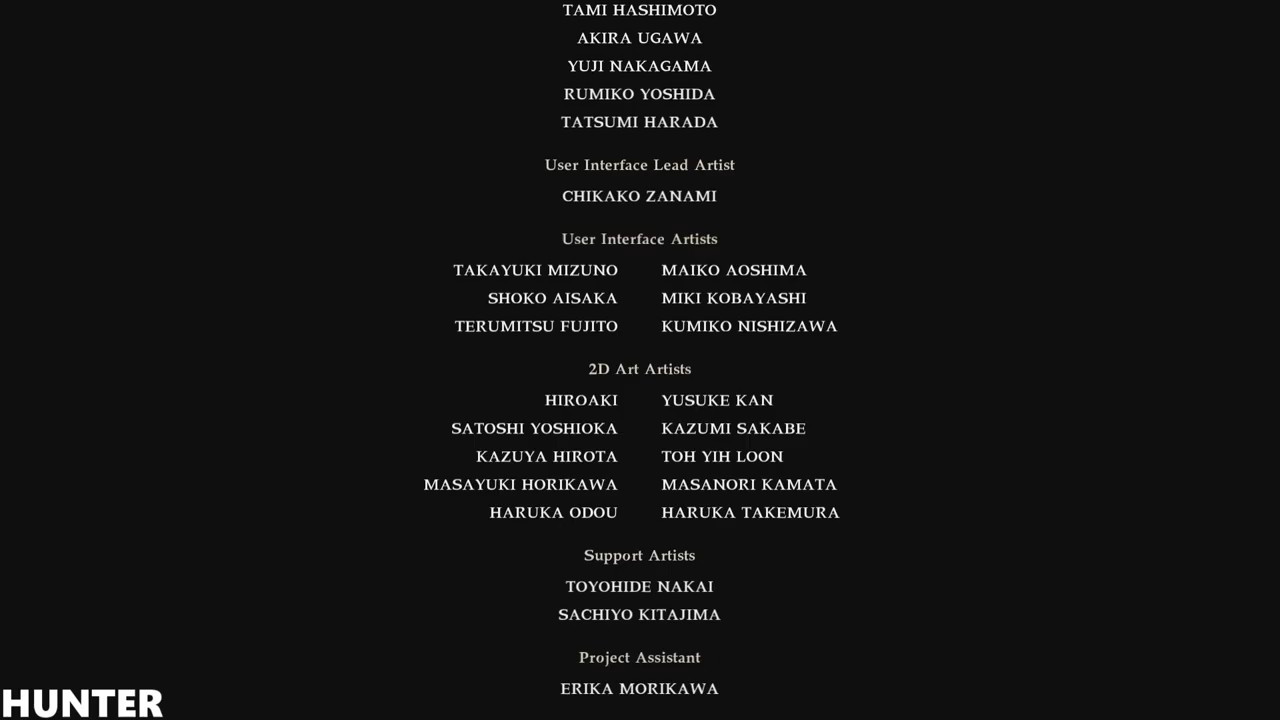 TAMI HASHIMOTO
AKIRA UGAWA
YUJI NAKAGAMA
RUMIKO YOSHIDA
TATSUMI HARADA
User Interface Lead Artist
CHIKAKO ZANAMI
User Interface Artists
TAKAYUKI MIZUNO MAIKO AOSHIMA
SHOKO AISAKA MIKI KOBAYASHI
TERUMITSU FUJITO KUMIKO NISHIZAWA
2D Art Artists
HIROAKI YUSUKE KAN
SATOSHI YOSHIOKA KAZUMI SAKABE
KAZUYA HIROTA TOH YIH LOON
MASAYUKI HORIKAWA MASANORI KAMATA
HARUKA ODOU HARUKA TAKEMURA
Support Artists
TOYOHIDE NAKAI
SACHIYO KITAJIMA
Project Assistant
ERIKA MORIKAWA
HUNTER